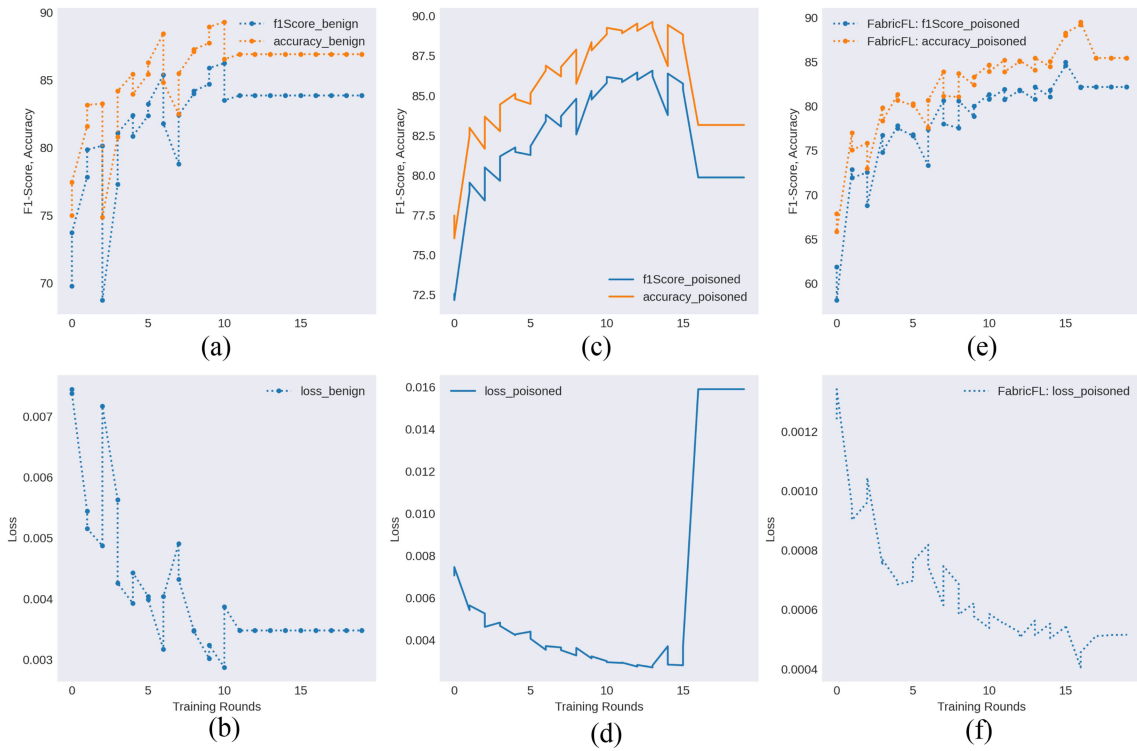 90
85
80
75
70
F1-Score, Accuracy
f1Score_benign
accuracy_benign
0 5 10 15
(a)
90.0
87.5
85.0
82.5
80.0
77.5
75.0
72.5
F1-Score, Accuracy
f1Score_poisoned
accuracy_poisoned
0 5 10 15
(c)
90
85
80
75
70
65
60
F1-Score, Accuracy
FabricFL: f1Score_poisoned
FabricFL: accuracy_poisoned
0 5 10 15
(e)
0.007
0.006
0.005
0.004
0.003
Loss
loss_benign
0 5 10 15
Training Rounds
(b)
0.016
0.014
0.012
0.010
0.008
0.006
0.004
Loss
loss_poisoned
0 5 10 15
Training Rounds
(d)
0.0012
0.0010
0.0008
0.0006
0.0004
Loss
FabricFL: loss_poisoned
0 5 10 15
Training Rounds
(f)